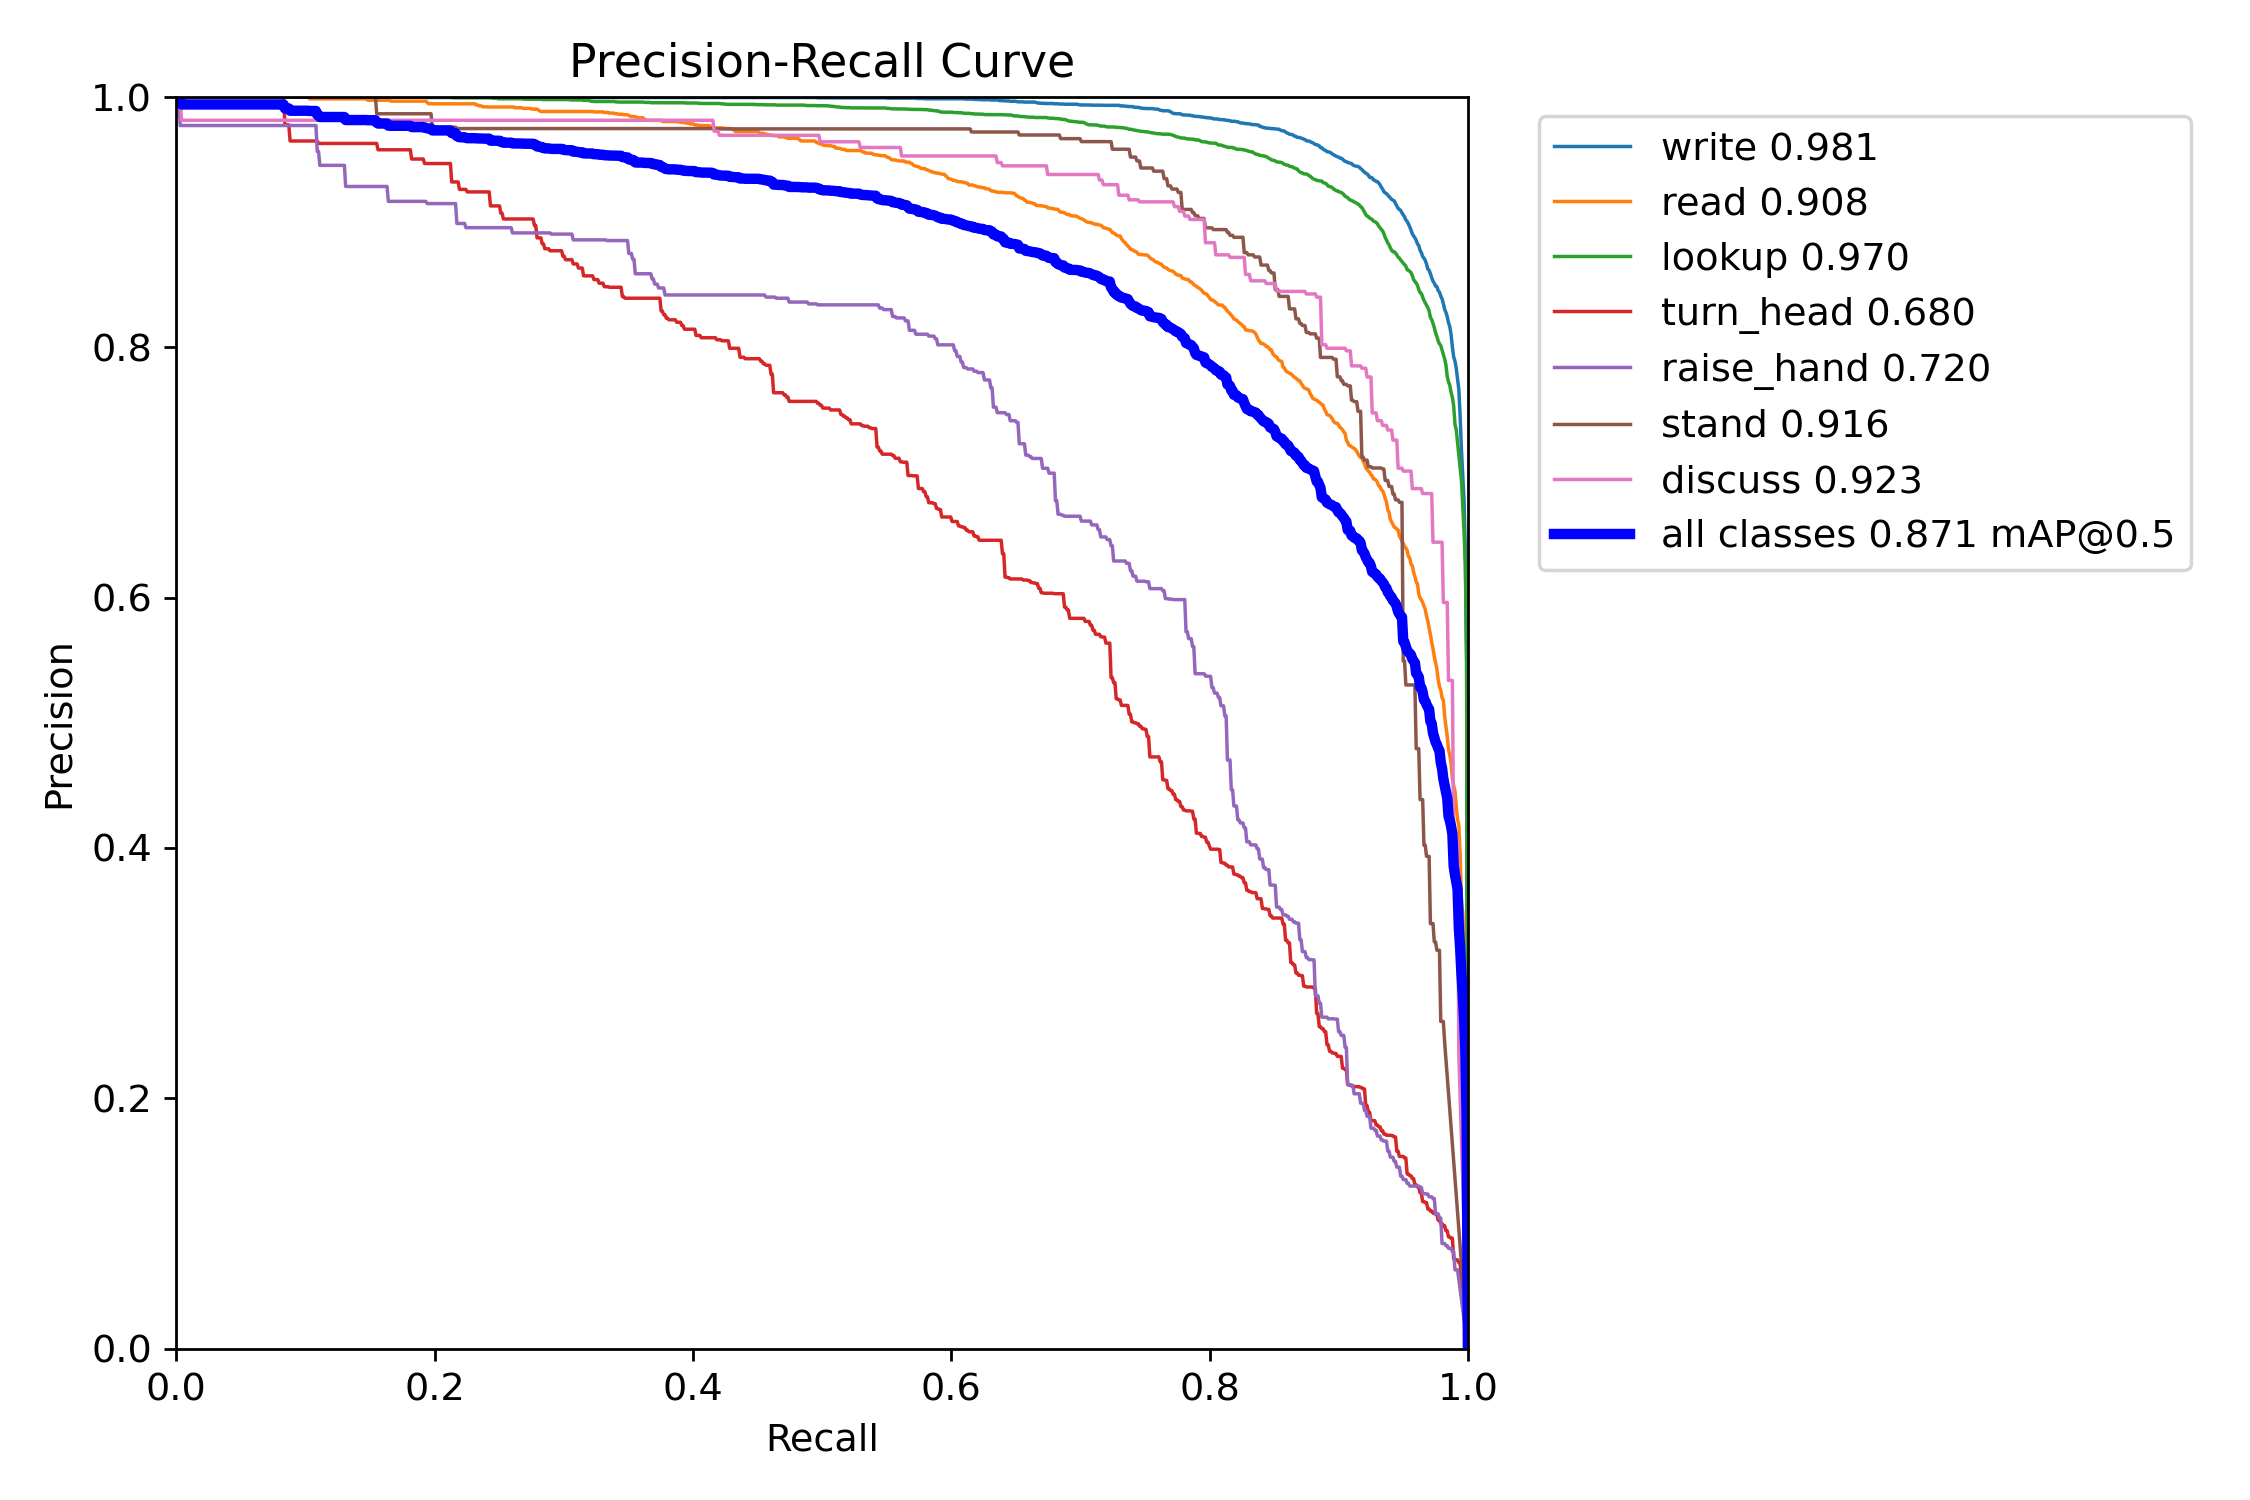 Precision-Recall Curve
1.0
0.8
0.6
0.4
0.2
0.0
Precision
0.0 0.2 0.4 0.6 0.8 1.0
Recall
write 0.981
read 0.908
lookup 0.970
turn_head 0.680
raise_hand 0.720
stand 0.916
discuss 0.923
all classes 0.871 mAP@0.5